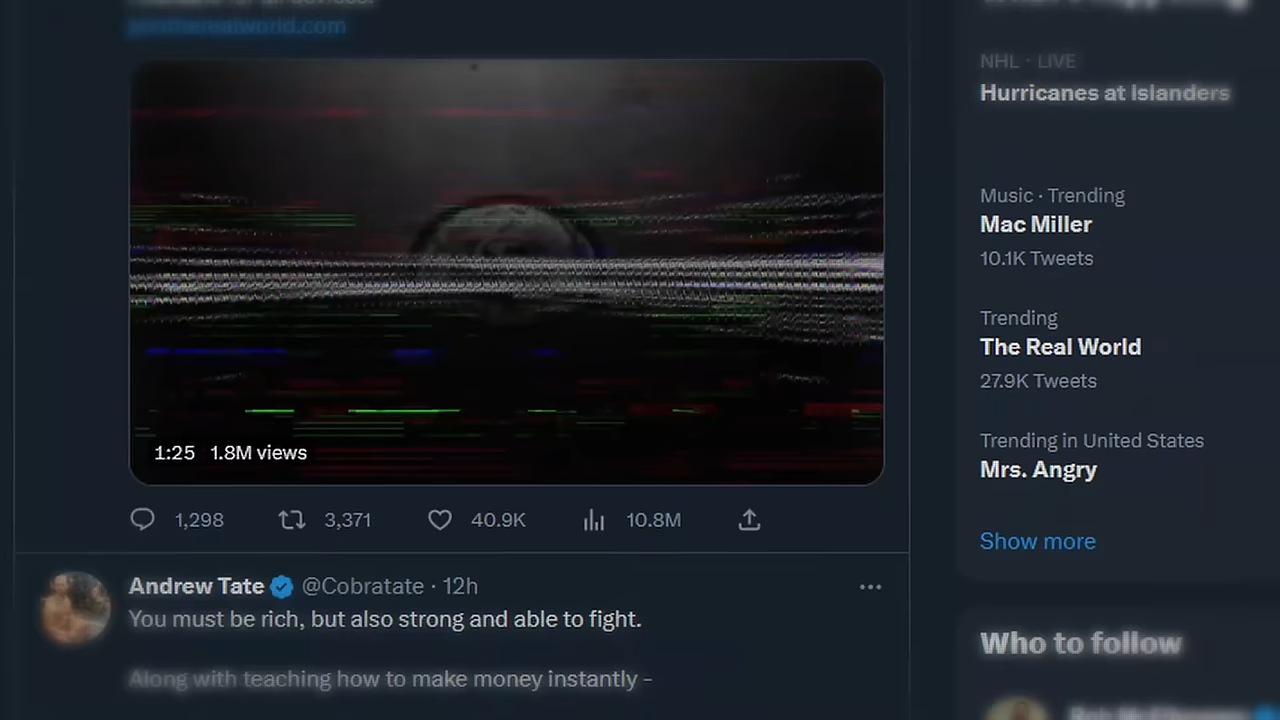 jointherealworld.com
1:25 1.8M views
1,298 3,371 40.9K 10.8M
Andrew Tate @Cobratate · 12h
You must be rich, but also strong and able to fight.
Along with teaching how to make money instantly -
NHL · LIVE
Hurricanes at Islanders
Music · Trending
Mac Miller
10.1K Tweets
Trending
The Real World
27.9K Tweets
Trending in United States
Mrs. Angry
Show more
Who to follow